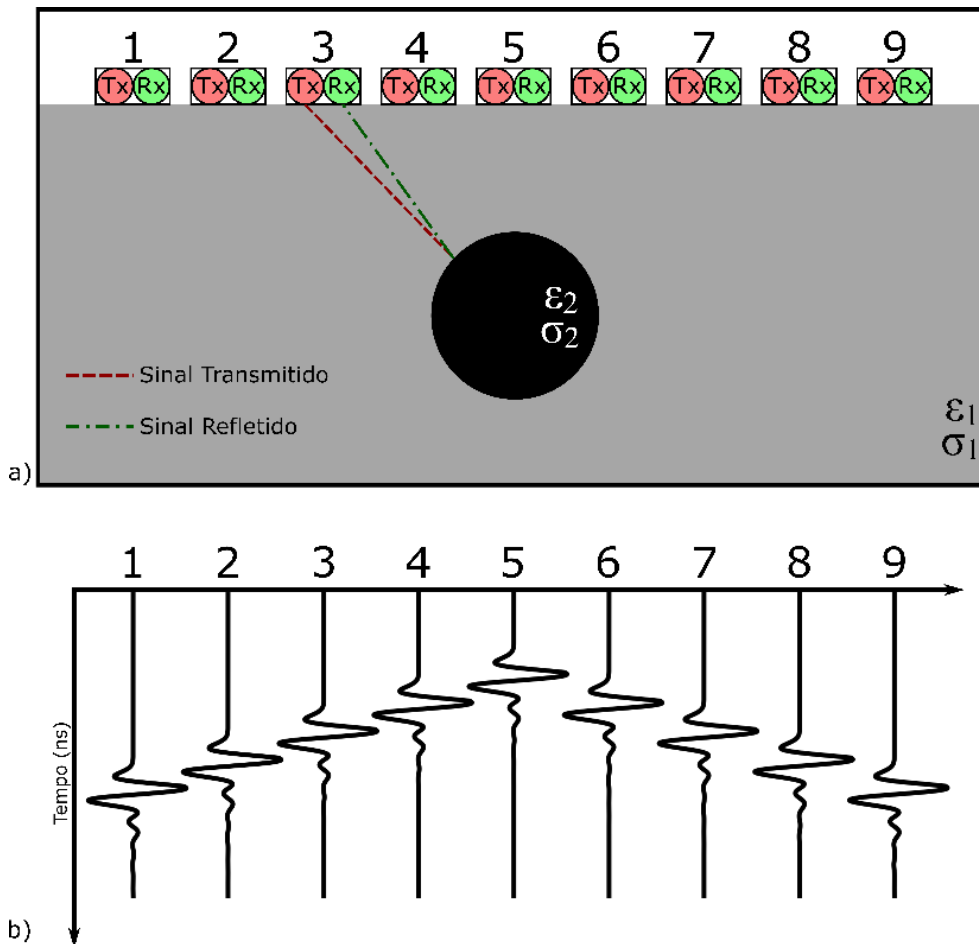 1 2 3 4 5 6 7 8 9
Tx Rx Tx Rx Tx Rx Tx Rx Tx Rx Tx Rx Tx Rx Tx Rx Tx Rx
ε2
σ2
Sinal Transmitido
Sinal Refletido
ε1
σ1
a)
1 2 3 4 5 6 7 8 9
Tempo (ns)
b)